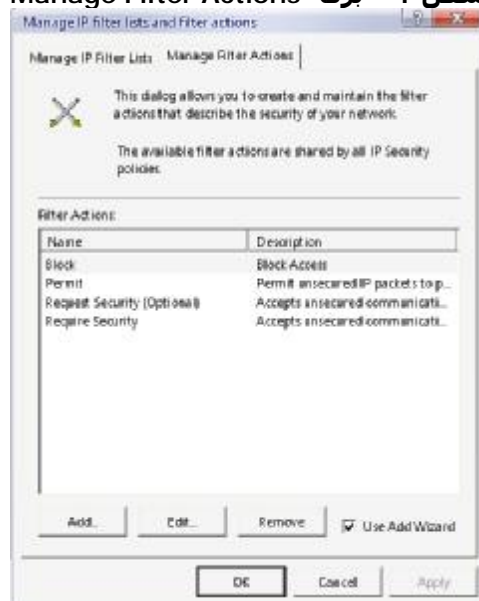 Manage Filter Actions
Manage IP filter lists and filter actions
Manage IP Filter Lists Manage Filter Actions
This dialog allows you to create and maintain the filter
actions that describe the security of your network.
The available filter actions are shared by all IP Security
policies.
Filter Actions:
Name Description
Block Block Access
Permit Permit unsecured IP packets to p...
Request Security (Optional) Accepts unsecured communicati...
Require Security Accepts unsecured communicati...
Add... Edit... Remove Use Add Wizard
OK Cancel Apply